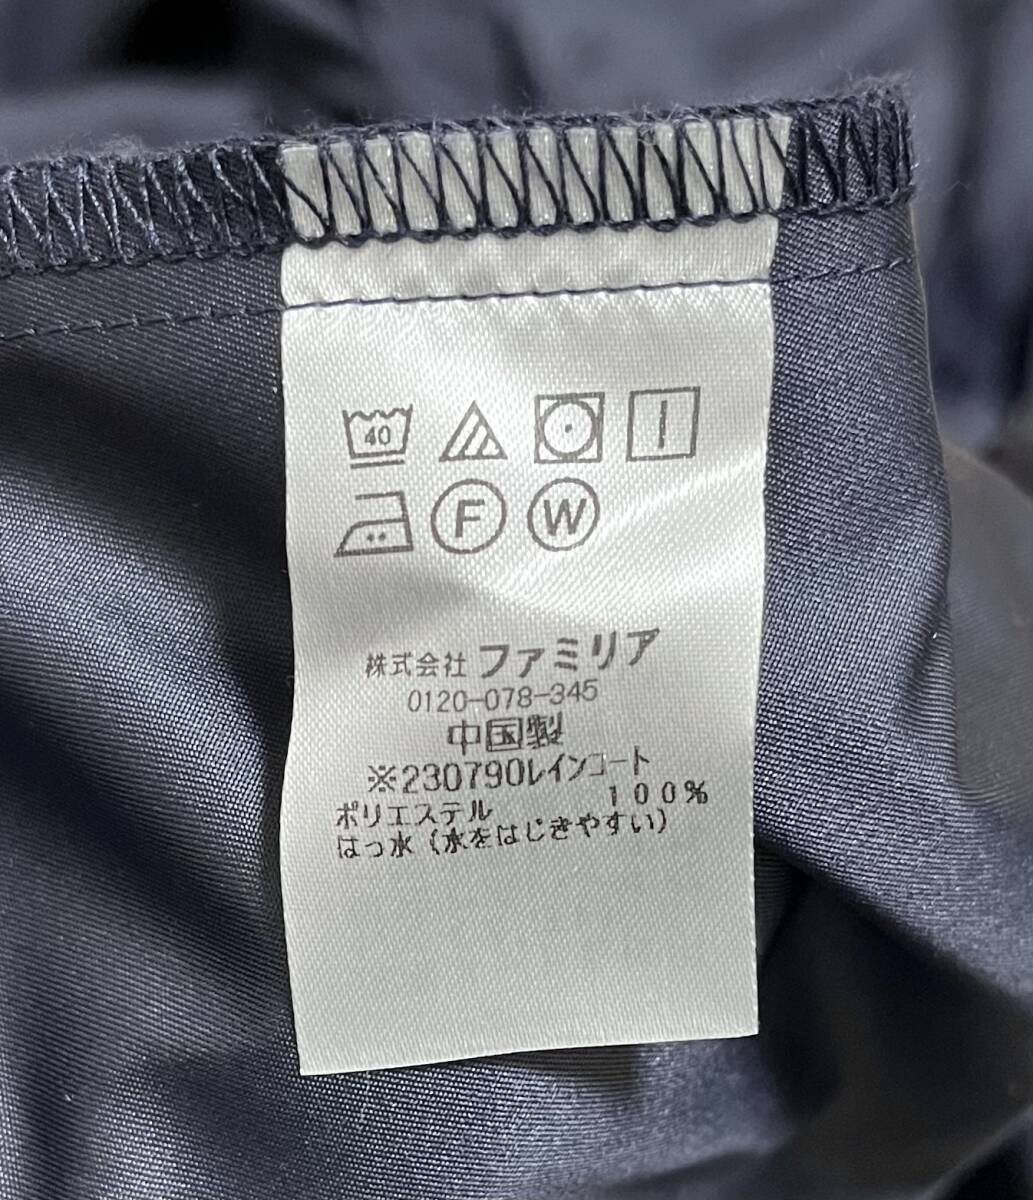 40
F W
株式会社 ファミリア
0120-078-345
中国製
※230790レインコート
ポリエステル 100%
はっ水(水をはじきやすい)